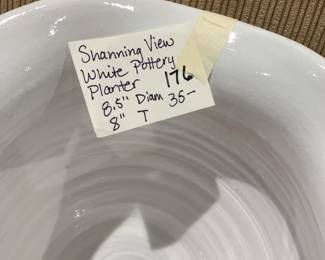 Shanning View
White Pottery
Planter 176
8.5" Diam 35-
8" T